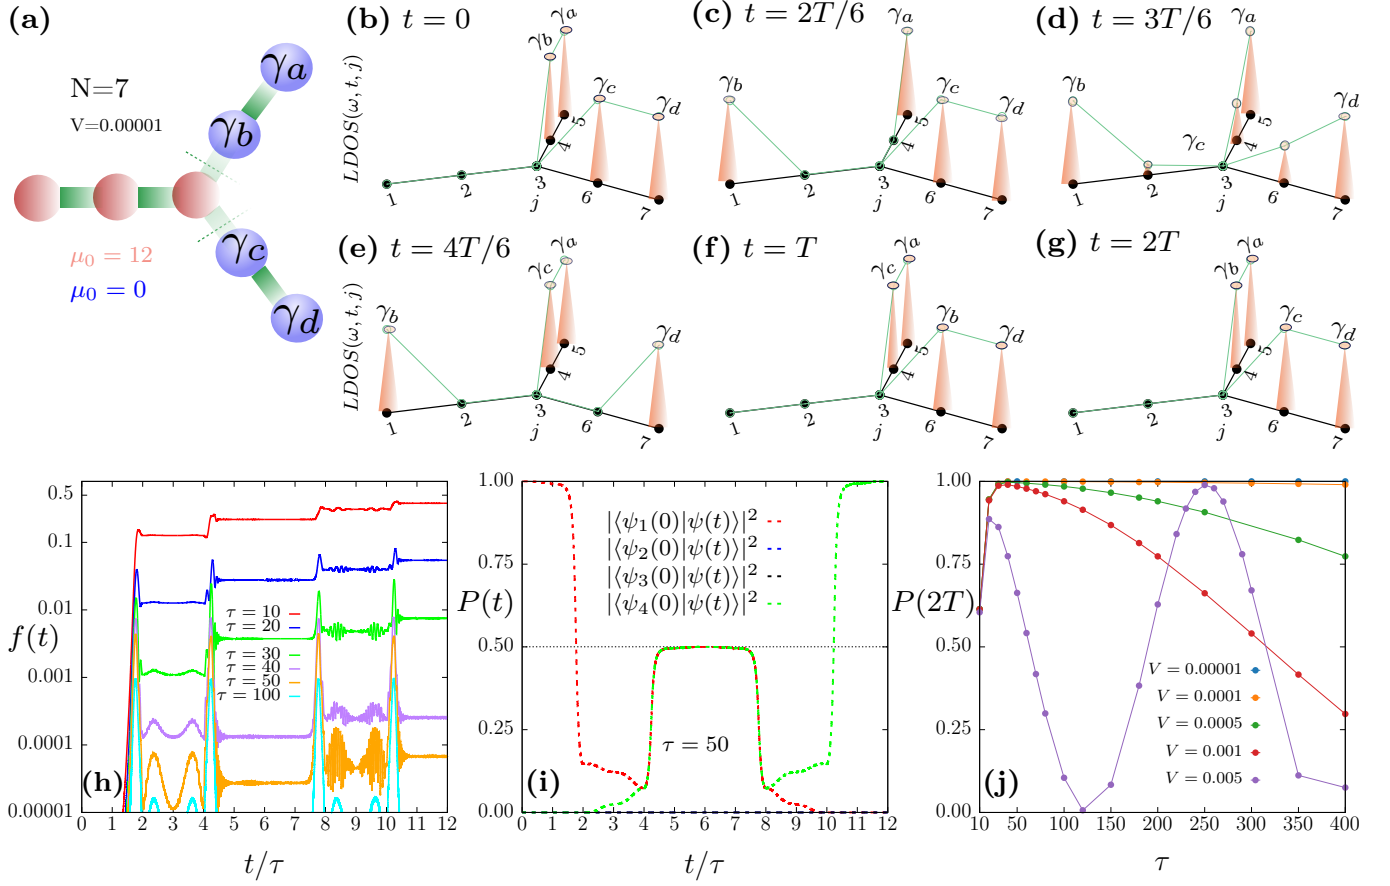 (a)
N=7
V=0.00001
γa
γb
γc
γd
μ₀ = 12
μ₀ = 0
(b) t = 0
LDOS(ω, t, j)
γa
γb
γc
γd
1 2 3 4 5 6 7
j
(c) t = 2T/6
γa
γb
γc
γd
1 2 3 4 5 6 7
j
(d) t = 3T/6
γa
γb
γc
γd
1 2 3 4 5 6 7
j
(e) t = 4T/6
LDOS(ω, t, j)
γa
γc
γb
γd
1 2 3 4 5 6 7
j
(f) t = T
γa
γc
γb
γd
1 2 3 4 5 6 7
j
(g) t = 2T
γa
γb
γc
γd
1 2 3 4 5 6 7
j
0.5
0.1
0.01
0.001
0.0001
0.00001
f(t)
τ = 10
τ = 20
τ = 30
τ = 40
τ = 50
τ = 100
(h)
0 1 2 3 4 5 6 7 8 9 10 11 12
t/τ
1.00
0.75
0.50
0.25
0.00
P(t)
|⟨ψ₁(0)|ψ(t)⟩|²
|⟨ψ₂(0)|ψ(t)⟩|²
|⟨ψ₃(0)|ψ(t)⟩|²
|⟨ψ₄(0)|ψ(t)⟩|²
τ = 50
(i)
0 1 2 3 4 5 6 7 8 9 10 11 12
t/τ
1.00
0.75
0.50
0.25
0.00
P(2T)
V = 0.00001
V = 0.0001
V = 0.0005
V = 0.001
V = 0.005
(j)
10 50 100 150 200 250 300 350 400
τ